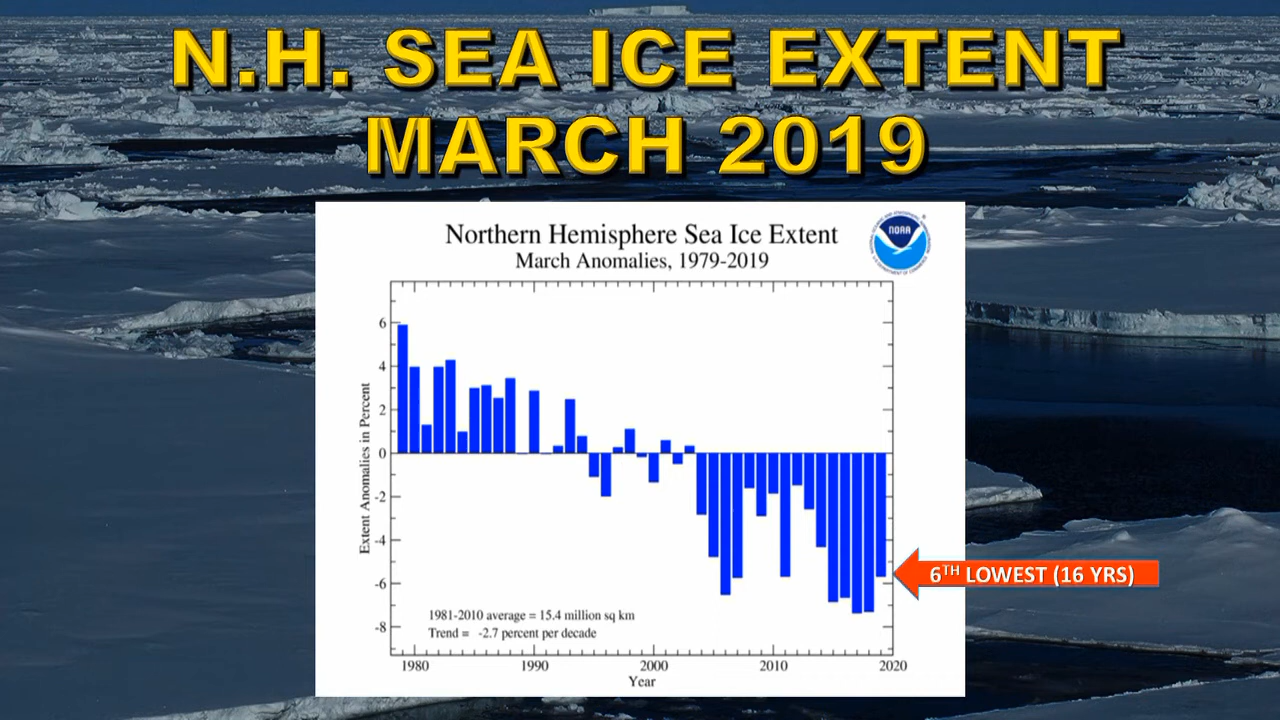 N.H. SEA ICE EXTENT
MARCH 2019
Northern Hemisphere Sea Ice Extent
March Anomalies, 1979-2019
NOAA
6
4
2
0
-2
-4
-6
-8
Extent Anomalies in Percent
6TH LOWEST (16 YRS)
1981-2010 average = 15.4 million sq km
Trend = -2.7 percent per decade
1980 1990 2000 2010 2020
Year